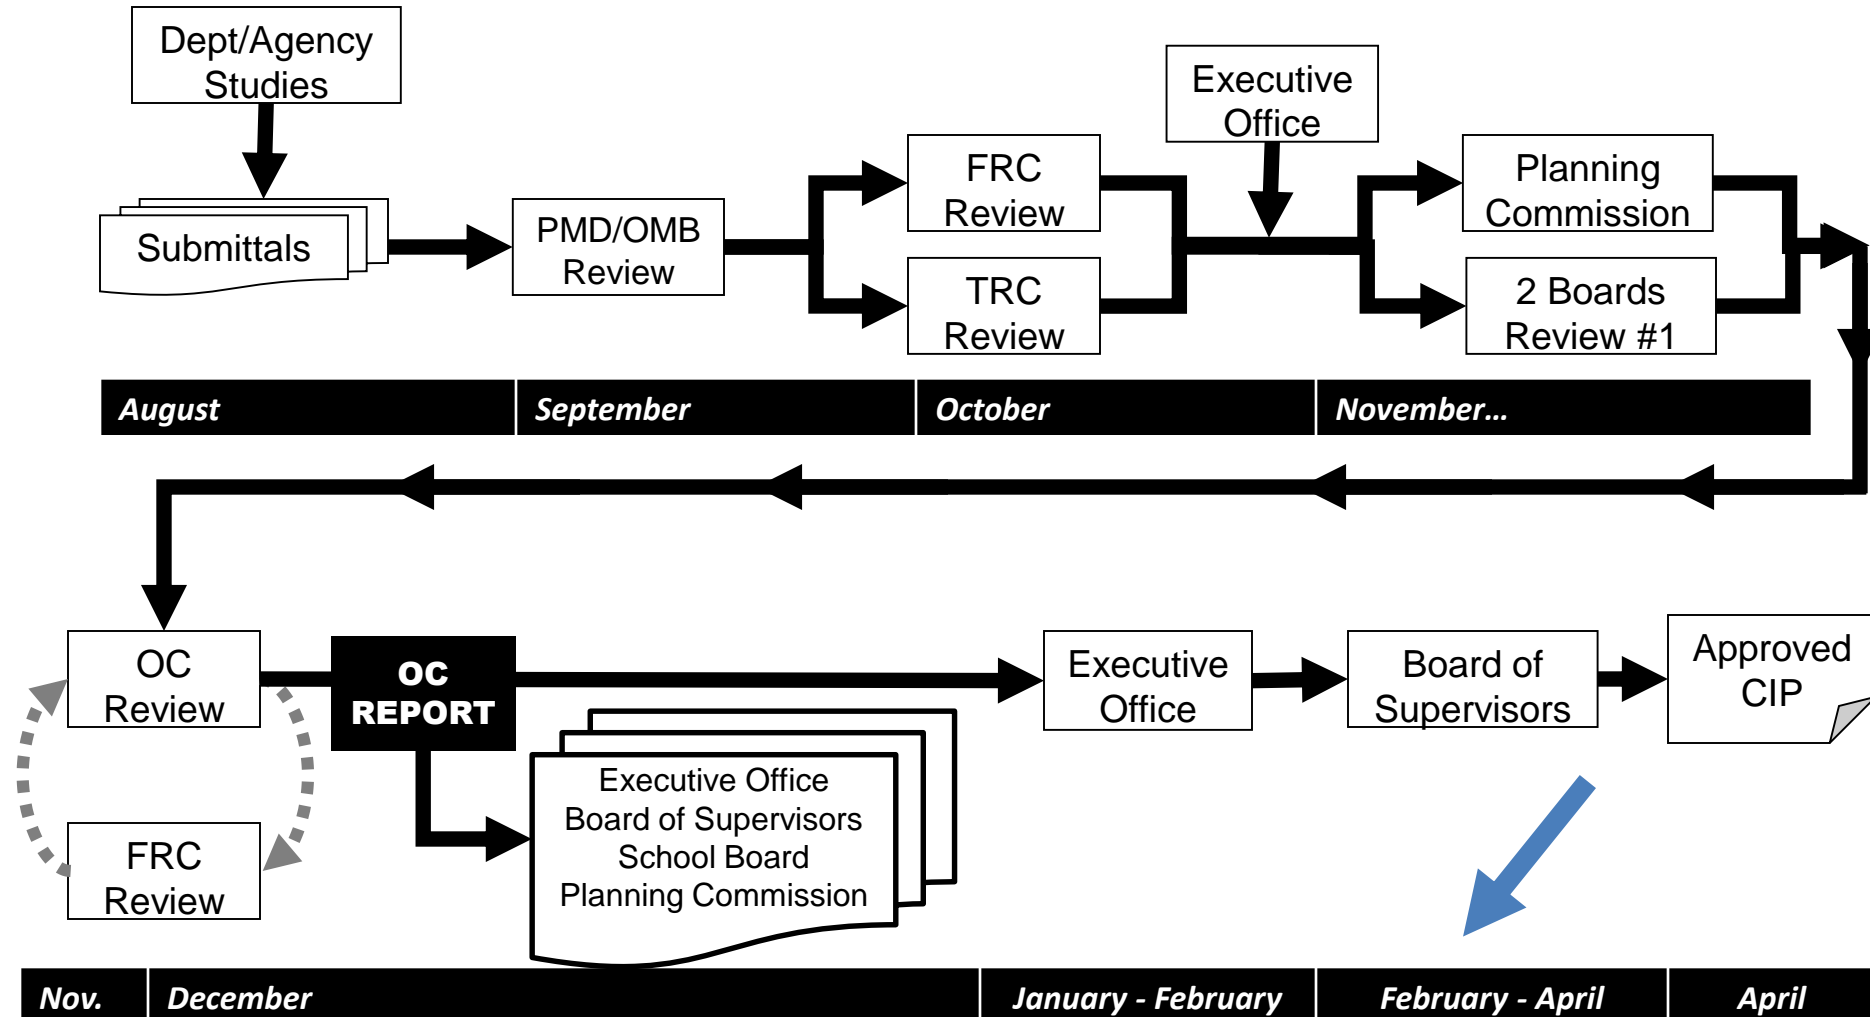 Dept/Agency
Studies
Submittals
PMD/OMB
Review
FRC
Review
TRC
Review
Executive
Office
Planning
Commission
2 Boards
Review #1
August
September
October
November…
OC
Review
FRC
Review
OC
REPORT
Executive Office
Board of Supervisors
School Board
Planning Commission
Executive
Office
Board of
Supervisors
Approved
CIP
Nov.
December
January - February
February - April
April